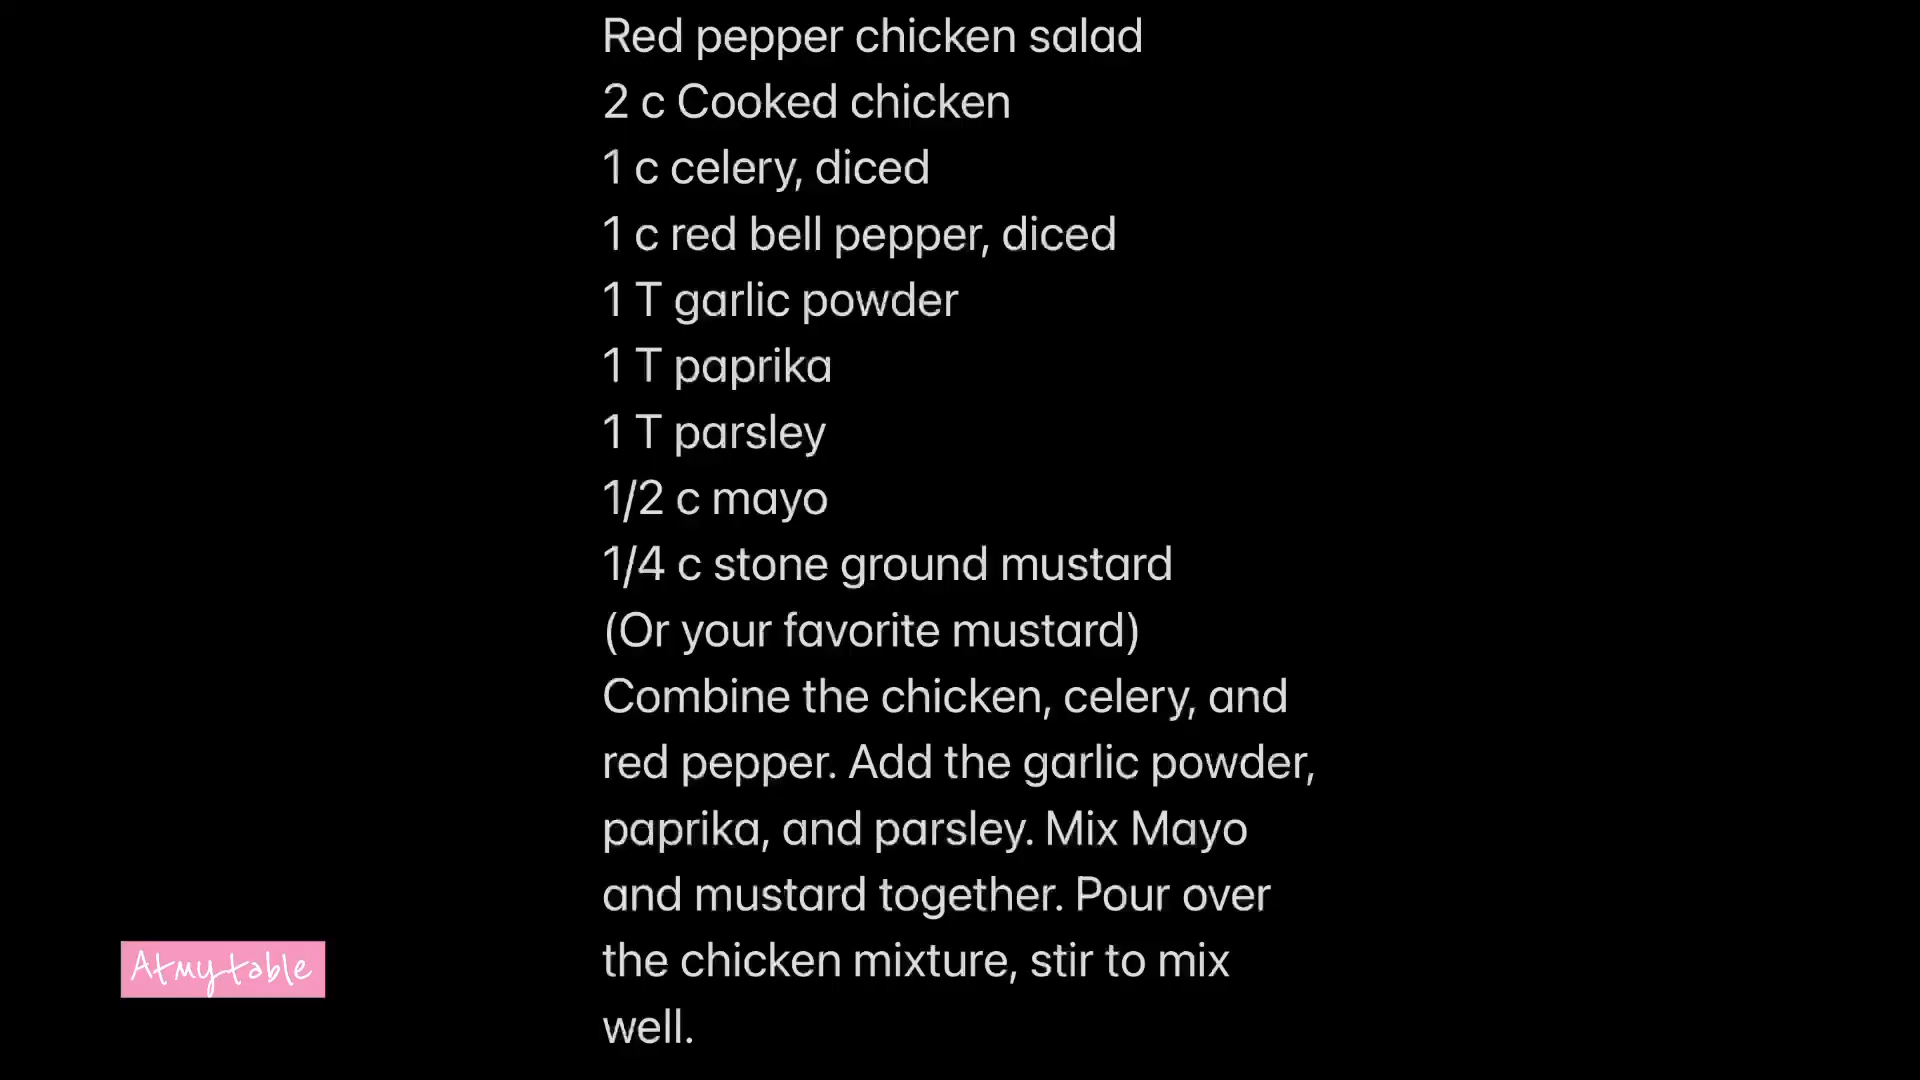 Red pepper chicken salad
2 c Cooked chicken
1 c celery, diced
1 c red bell pepper, diced
1 T garlic powder
1 T paprika
1 T parsley
1/2 c mayo
1/4 c stone ground mustard
(Or your favorite mustard)
Combine the chicken, celery, and
red pepper. Add the garlic powder,
paprika, and parsley. Mix Mayo
and mustard together. Pour over
the chicken mixture, stir to mix
well.
Atmytable